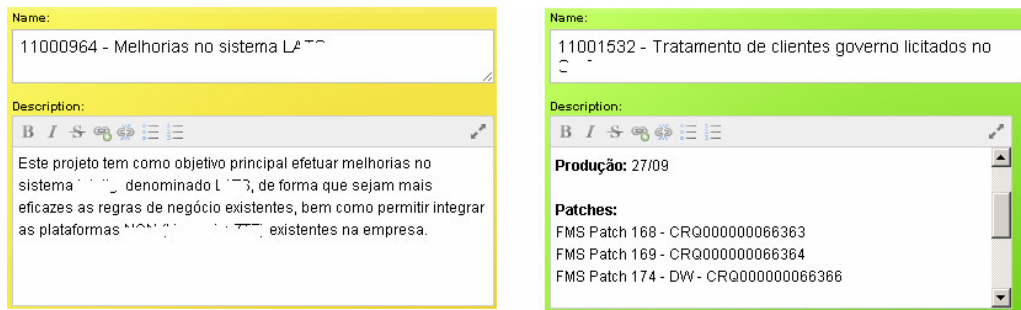 Name:
11000964 - Melhorias no sistema
Description:
B I S
Este projeto tem como objetivo principal efetuar melhorias no
sistema denominado de forma que sejam mais
eficazes as regras de negócio existentes, bem como permitir integrar
as plataformas existentes na empresa.
Name:
11001532 - Tratamento de clientes governo licitados no
Description:
B I S
Produção: 27/09
Patches:
FMS Patch 168 - CRQ000000066363
FMS Patch 169 - CRQ000000066364
FMS Patch 174 - DW - CRQ000000066366